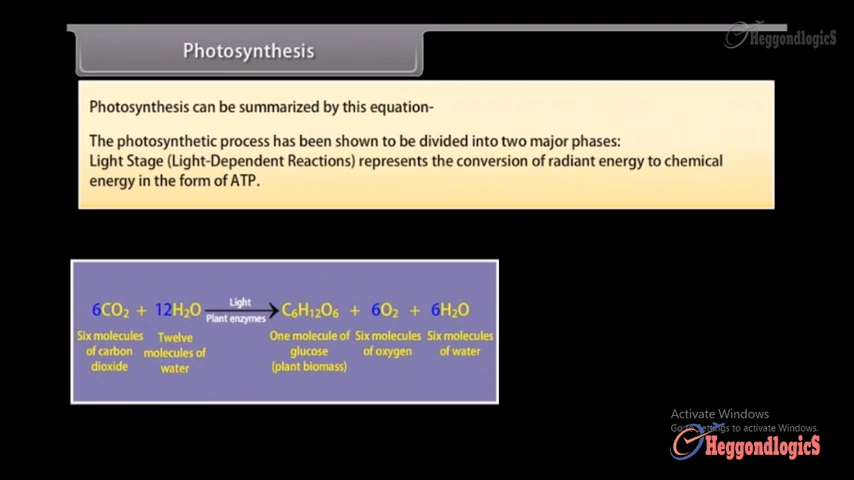 HeggondlogicS
Photosynthesis
Photosynthesis can be summarized by this equation-
The photosynthetic process has been shown to be divided into two major phases:
Light Stage (Light-Dependent Reactions) represents the conversion of radiant energy to chemical
energy in the form of ATP.
6CO₂ + 12H₂O Light Plant enzymes C₆H₁₂O₆ + 6O₂ + 6H₂O
Six molecules of carbon dioxide
Twelve molecules of water
One molecule of glucose (plant biomass)
Six molecules of oxygen
Six molecules of water
Activate Windows
Go to Settings to activate Windows.
HeggondlogicS